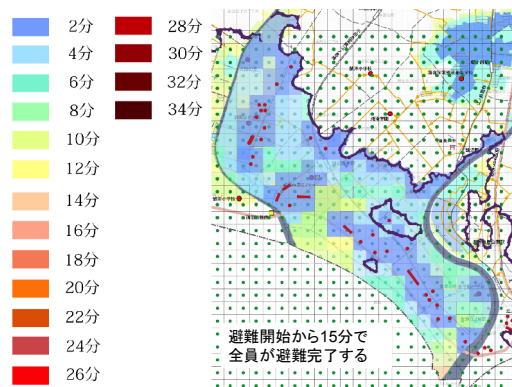 2分
4分
6分
8分
10分
12分
14分
16分
18分
20分
22分
24分
26分
28分
30分
32分
34分
避難開始から15分で
全員が避難完了する